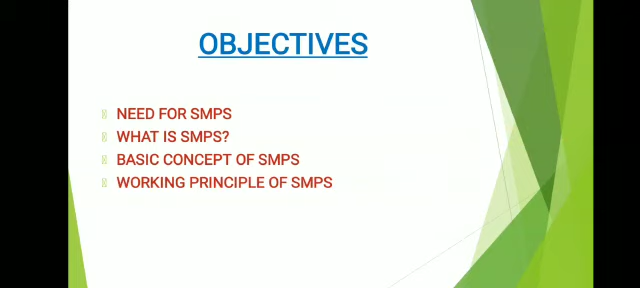 OBJECTIVES
NEED FOR SMPS
WHAT IS SMPS?
BASIC CONCEPT OF SMPS
WORKING PRINCIPLE OF SMPS